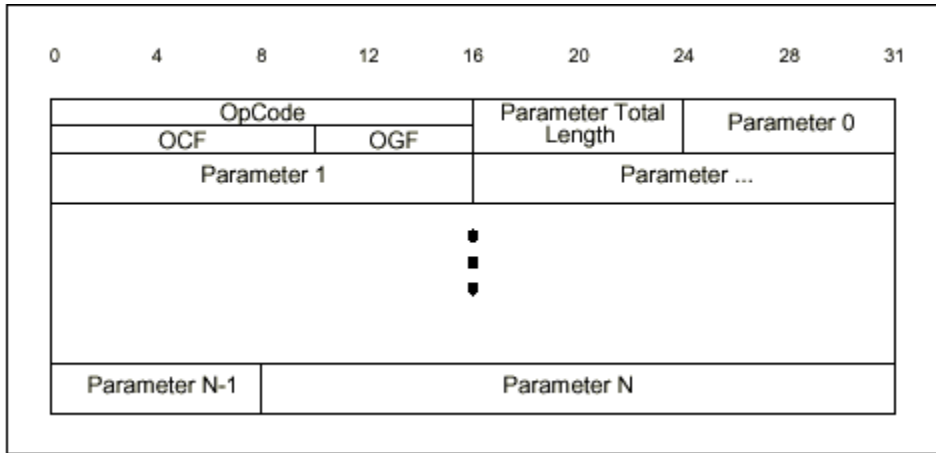 0 4 8 12 16 20 24 28 31
OpCode
OCF OGF
Parameter Total
Length
Parameter 0
Parameter 1 Parameter ...
Parameter N-1 Parameter N